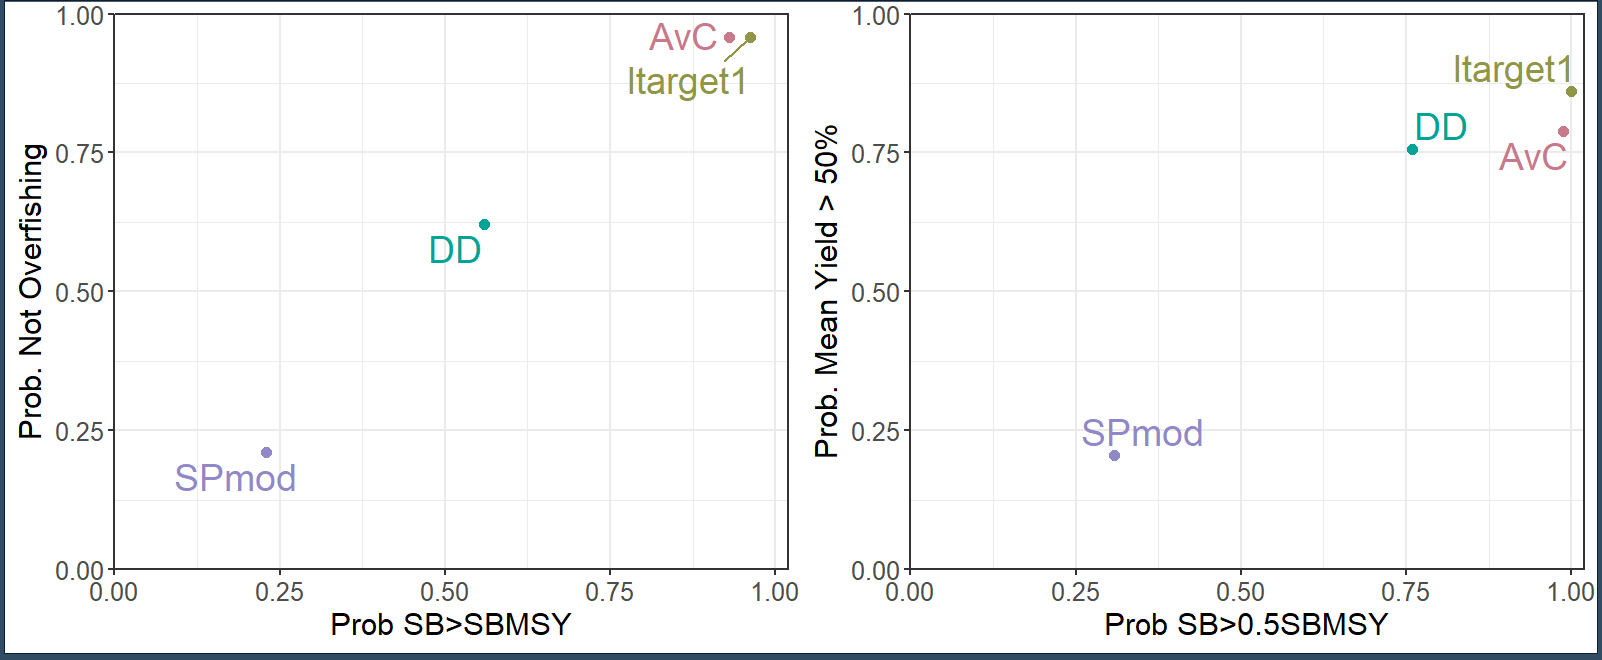 1.00
0.75
0.50
0.25
0.00
Prob. Not Overfishing
AvC
Itarget1
DD
SPmod
0.00 0.25 0.50 0.75 1.00
Prob SB>SBMSY
1.00
0.75
0.50
0.25
0.00
Prob. Mean Yield > 50%
Itarget1
DD
AvC
SPmod
0.00 0.25 0.50 0.75 1.00
Prob SB>0.5SBMSY